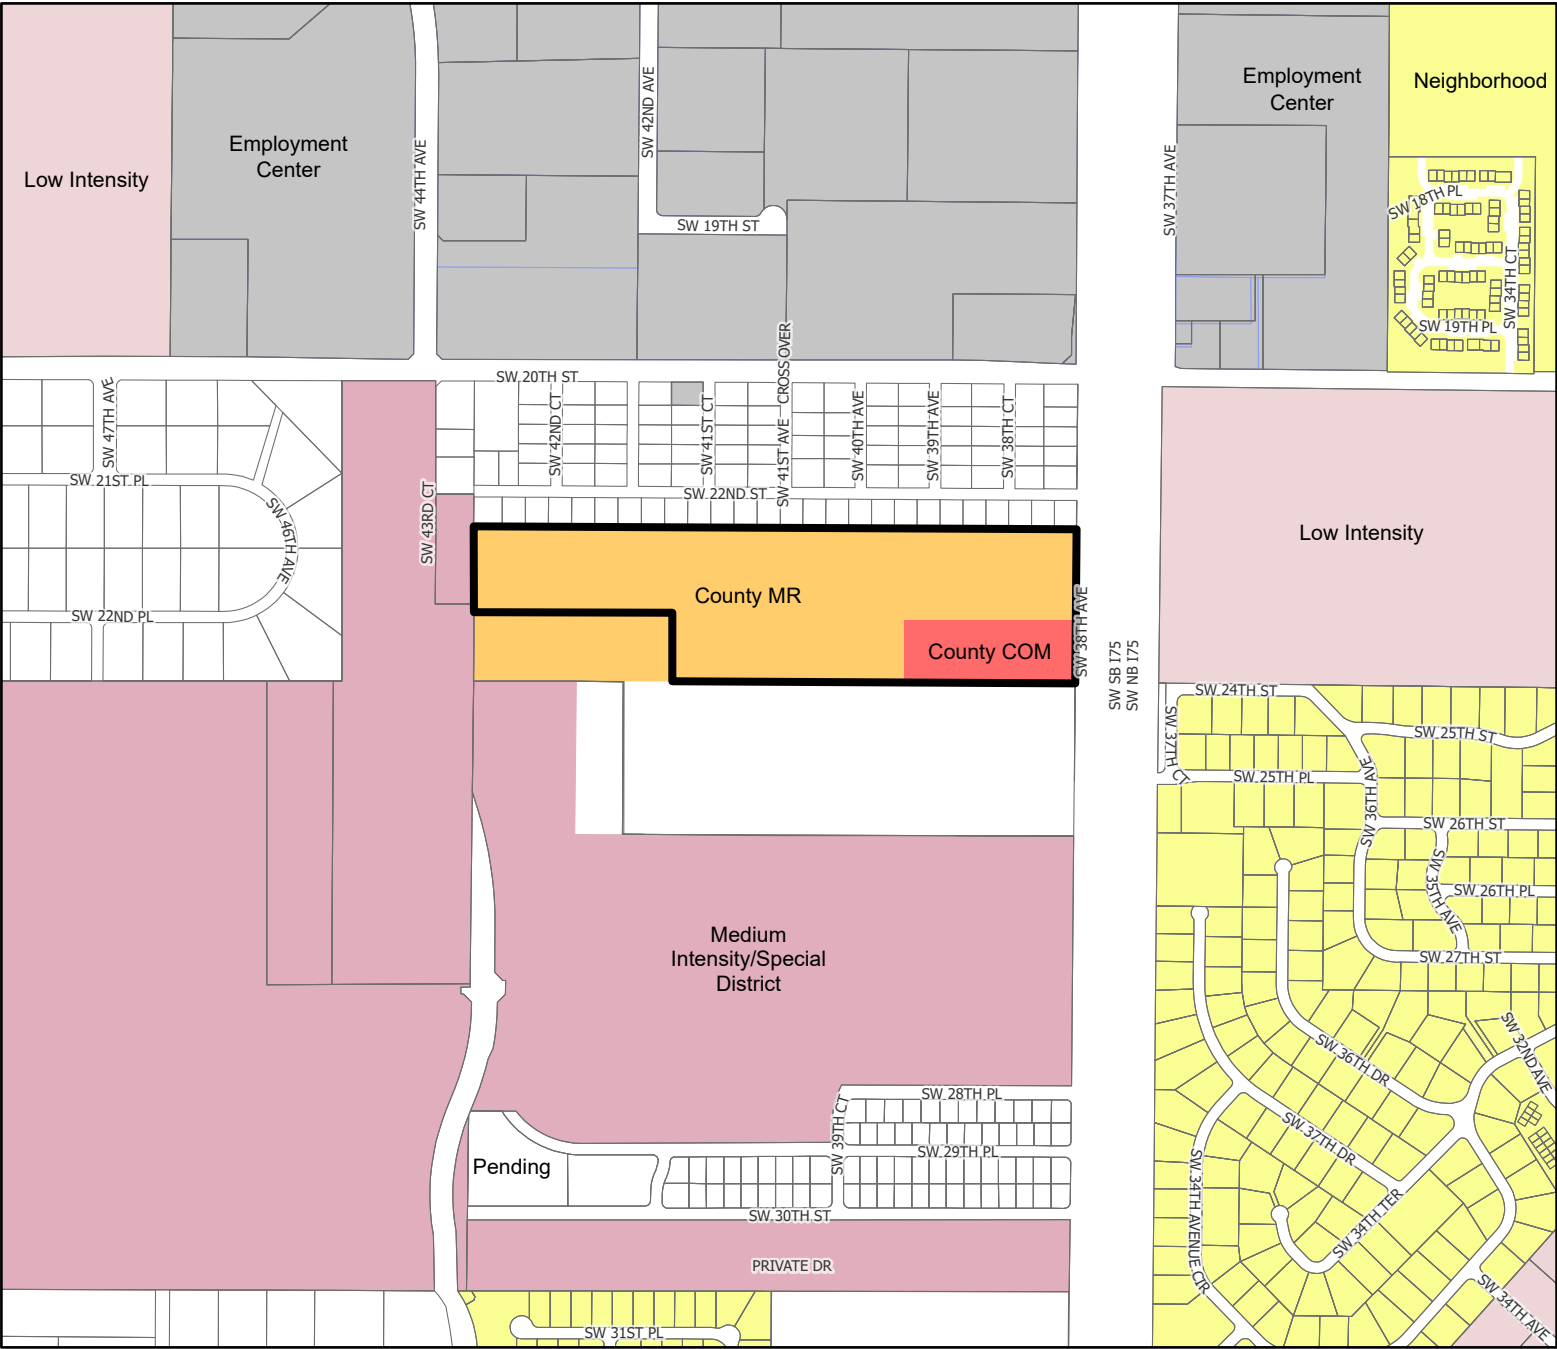 Employment
Center
Neighborhood
Employment
Center
Low Intensity
SW 42ND AVE
SW 44TH AVE
SW 37TH AVE
SW 18TH PL
SW 19TH ST
SW 34TH CT
SW 19TH PL
CROSSOVER
SW 20TH ST
SW 47TH AVE
SW 42ND CT
SW 41ST CT
SW 41ST AVE
SW 40TH AVE
SW 39TH AVE
SW 38TH CT
SW 21ST PL
SW 22ND ST
SW 43RD CT
SW 46TH AVE
Low Intensity
County MR
SW 22ND PL
SW 38TH AVE
County COM
SW SB I75
SW NB I75
SW 24TH ST
SW 37TH CT
SW 25TH ST
SW 25TH PL
SW 36TH AVE
SW 26TH ST
SW 35TH AVE
SW 26TH PL
Medium
Intensity/Special
District
SW 27TH ST
SW 32ND AVE
SW 36TH DR
SW 28TH PL
SW 39TH CT
SW 37TH DR
SW 29TH PL
Pending
SW 34TH AVENUE CIR
SW 34TH TER
SW 30TH ST
PRIVATE DR
SW 34TH AVE
SW 31ST PL